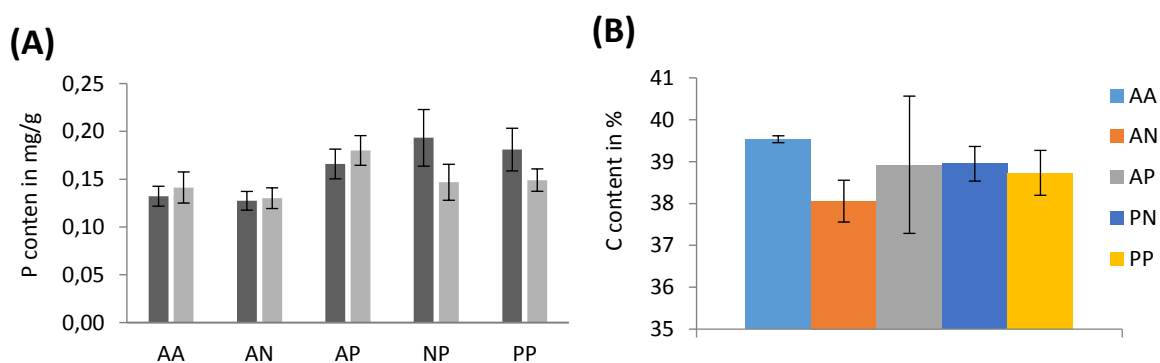 (A)
P conten in mg/g
0,25
0,20
0,15
0,10
0,05
0,00
AA AN AP NP PP
(B)
C content in %
41
40
39
38
37
36
35
AA
AN
AP
PN
PP